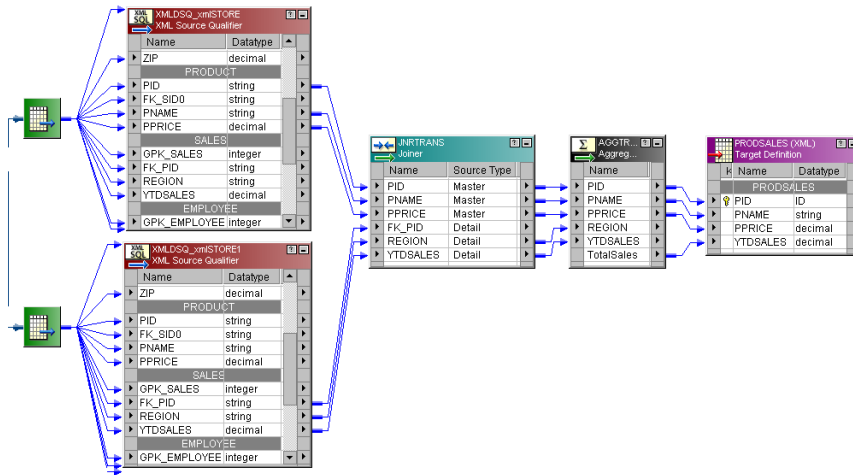 XML
SQL
XMLDSQ_xmlSTORE
XML Source Qualifier
Name Datatype
ZIP decimal
PRODUCT
PID string
FK_SID0 string
PNAME string
PPRICE decimal
SALES
GPK_SALES integer
FK_PID string
REGION string
YTDSALES decimal
EMPLOYEE
GPK_EMPLOYEE integer
XML
SQL
XMLDSQ_xmlSTORE1
XML Source Qualifier
Name Datatype
ZIP decimal
PRODUCT
PID string
FK_SID0 string
PNAME string
PPRICE decimal
SALES
GPK_SALES integer
FK_PID string
REGION string
YTDSALES decimal
EMPLOYEE
GPK_EMPLOYEE integer
JNRTRANS
Joiner
Name Source Type
PID Master
PNAME Master
PPRICE Master
FK_PID Detail
REGION Detail
YTDSALES Detail
Σ
AGGTR...
Aggreg...
Name
PID
PNAME
PPRICE
REGION
YTDSALES
TotalSales
PRODSALES (XML)
Target Definition
K Name Datatype
PRODSALES
PID ID
PNAME string
PPRICE decimal
YTDSALES decimal